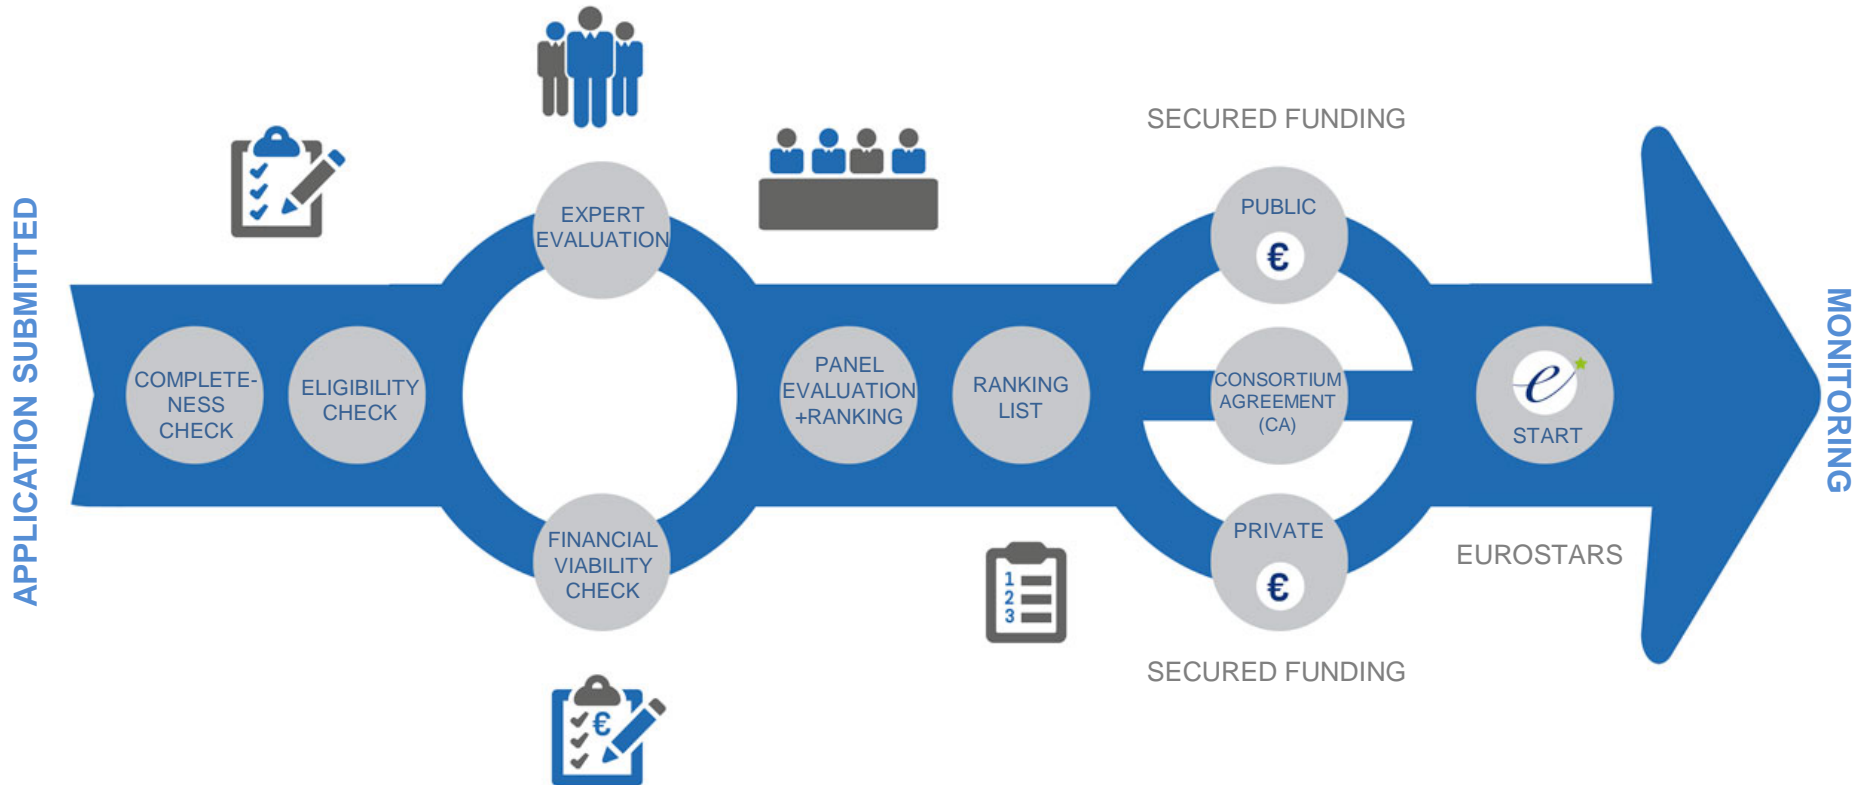 APPLICATION SUBMITTED
COMPLETE-
NESS
CHECK
ELIGIBILITY
CHECK
EXPERT
EVALUATION
FINANCIAL
VIABILITY
CHECK
€
PANEL
EVALUATION
+RANKING
RANKING
LIST
1
2
3
SECURED FUNDING
PUBLIC
€
CONSORTIUM
AGREEMENT
(CA)
PRIVATE
€
SECURED FUNDING
e
START
EUROSTARS
MONITORING